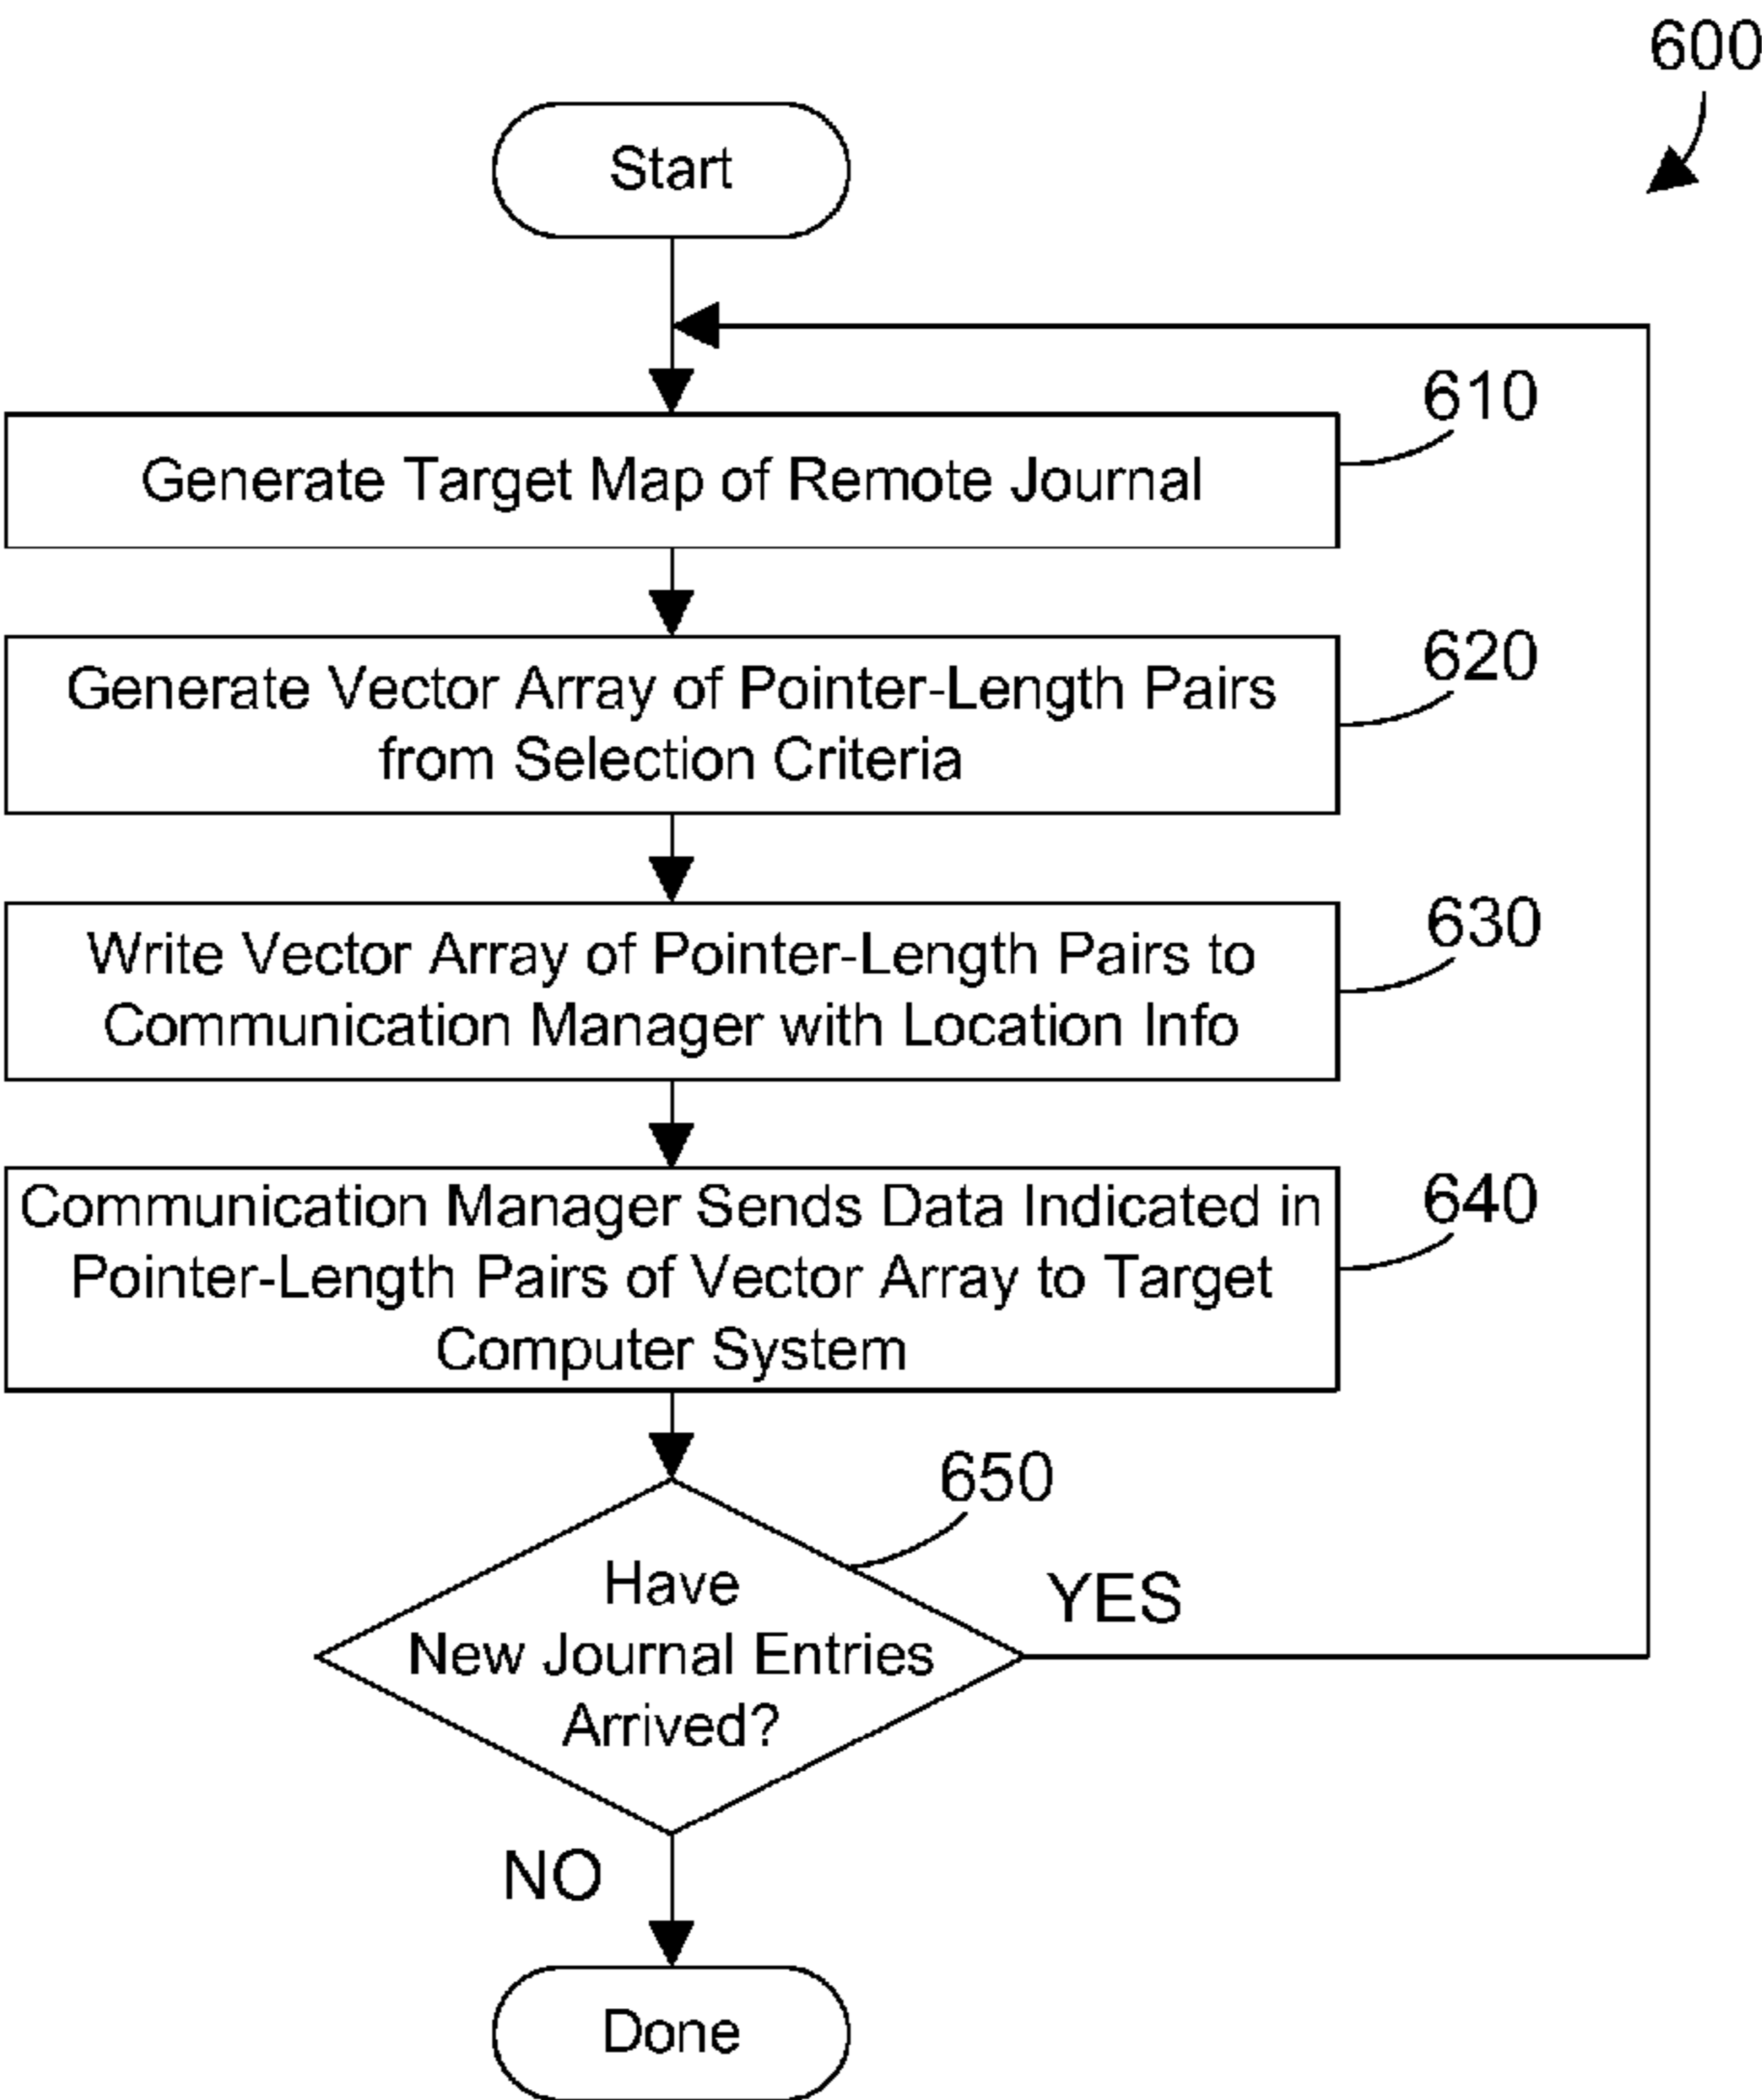 600
Start
610
Generate Target Map of Remote Journal
620
Generate Vector Array of Pointer-Length Pairs
from Selection Criteria
630
Write Vector Array of Pointer-Length Pairs to
Communication Manager with Location Info
640
Communication Manager Sends Data Indicated in
Pointer-Length Pairs of Vector Array to Target
Computer System
650
Have
New Journal Entries
Arrived?
YES
NO
Done